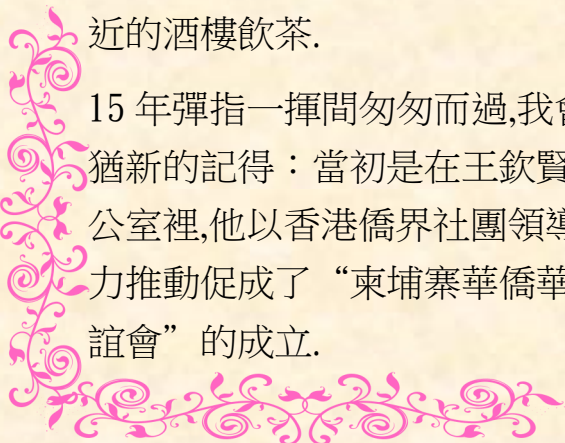 近的酒樓飲茶.
15 年彈指一揮間匆匆而過,我會
猶新的記得：當初是在王欽賢
公室裡,他以香港僑界社團領導
力推動促成了“柬埔寨華僑華
誼會”的成立.